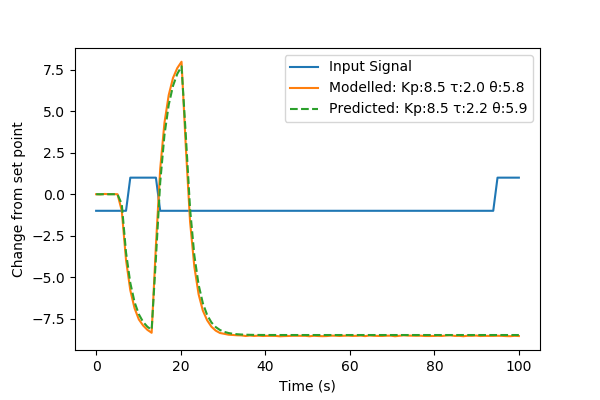 Input Signal
Modelled: Kp:8.5 τ:2.0 θ:5.8
Predicted: Kp:8.5 τ:2.2 θ:5.9
Change from set point
7.5
5.0
2.5
0.0
−2.5
−5.0
−7.5
0 20 40 60 80 100
Time (s)